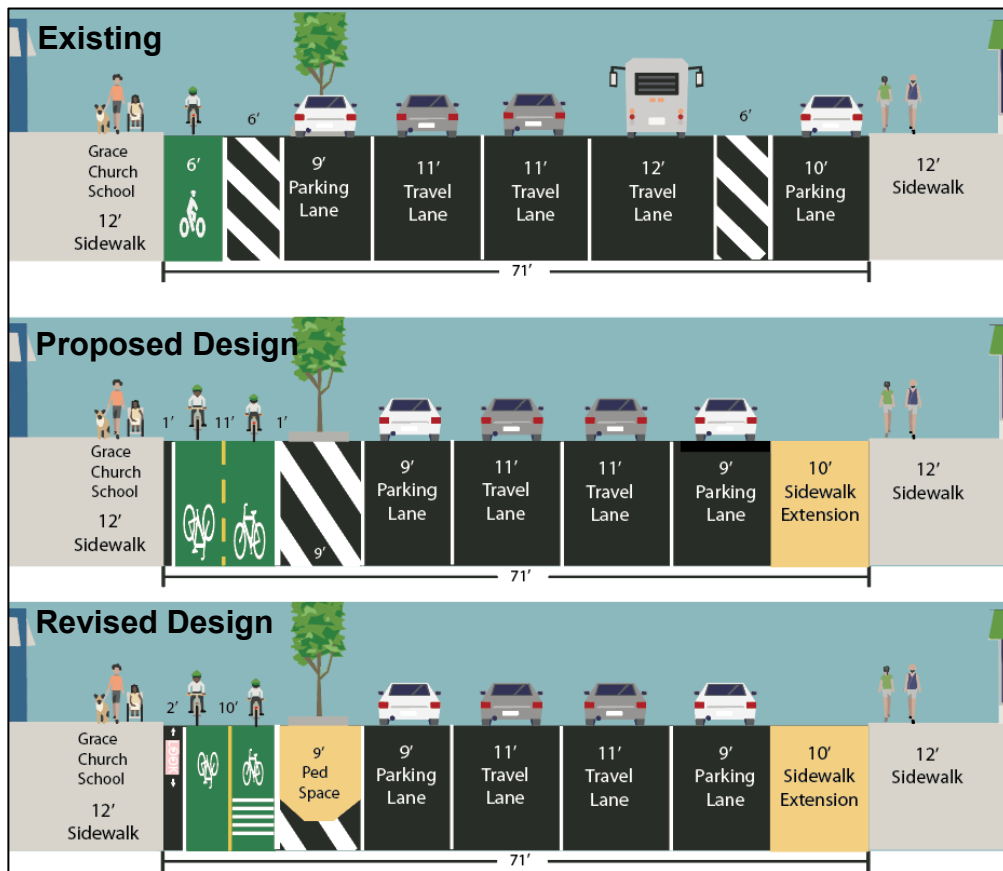 Existing
6'
6'
Grace
Church
School
12'
Sidewalk
6'
9'
Parking
Lane
11'
Travel
Lane
11'
Travel
Lane
12'
Travel
Lane
10'
Parking
Lane
12'
Sidewalk
71'
Proposed Design
1'
11'
1'
Grace
Church
School
12'
Sidewalk
9'
9'
Parking
Lane
11'
Travel
Lane
11'
Travel
Lane
9'
Parking
Lane
10'
Sidewalk
Extension
12'
Sidewalk
71'
Revised Design
2'
10'
Grace
Church
School
12'
Sidewalk
LOOK
9'
Ped
Space
9'
Parking
Lane
11'
Travel
Lane
11'
Travel
Lane
9'
Parking
Lane
10'
Sidewalk
Extension
12'
Sidewalk
71'